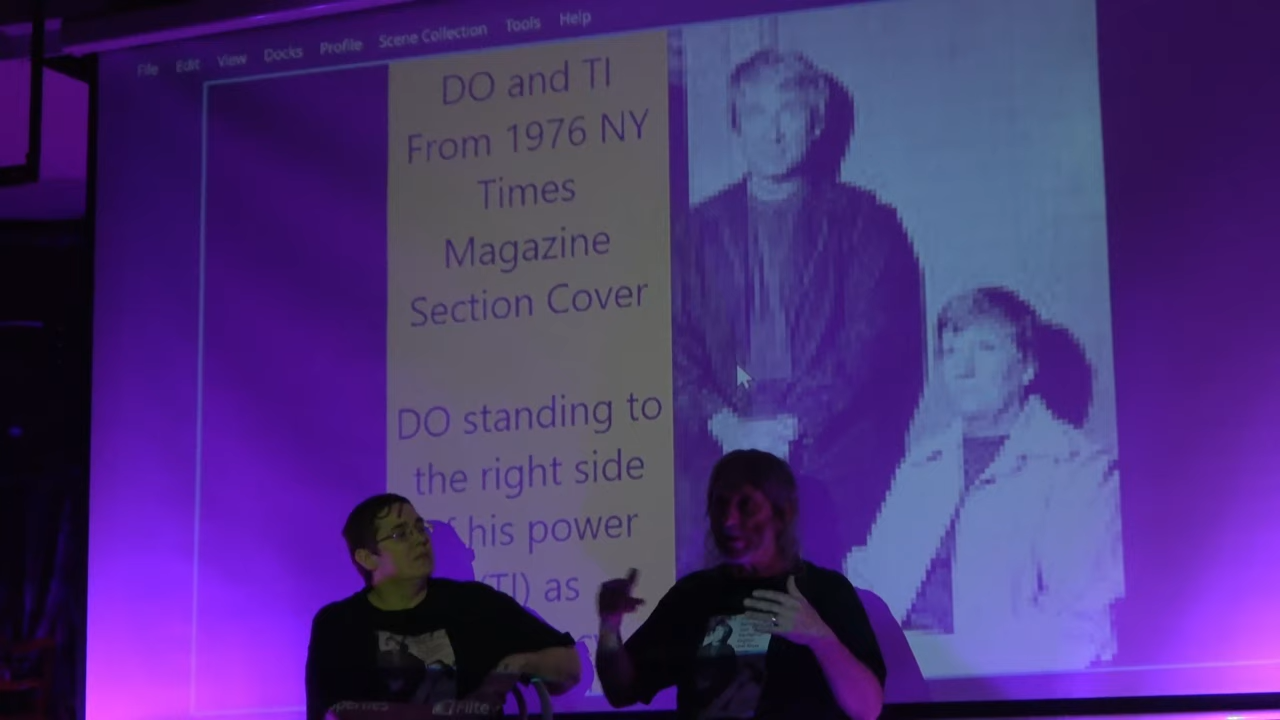 File Edit View Docks Profile Scene Collection Tools Help
DO and TI
From 1976 NY
Times
Magazine
Section Cover
DO standing to
the right side
his power
(TI) as